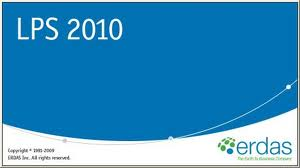 LPS 2010
Copyright © 1991-2009
ERDAS Inc. All rights reserved.
erdas
The Earth to Business Company